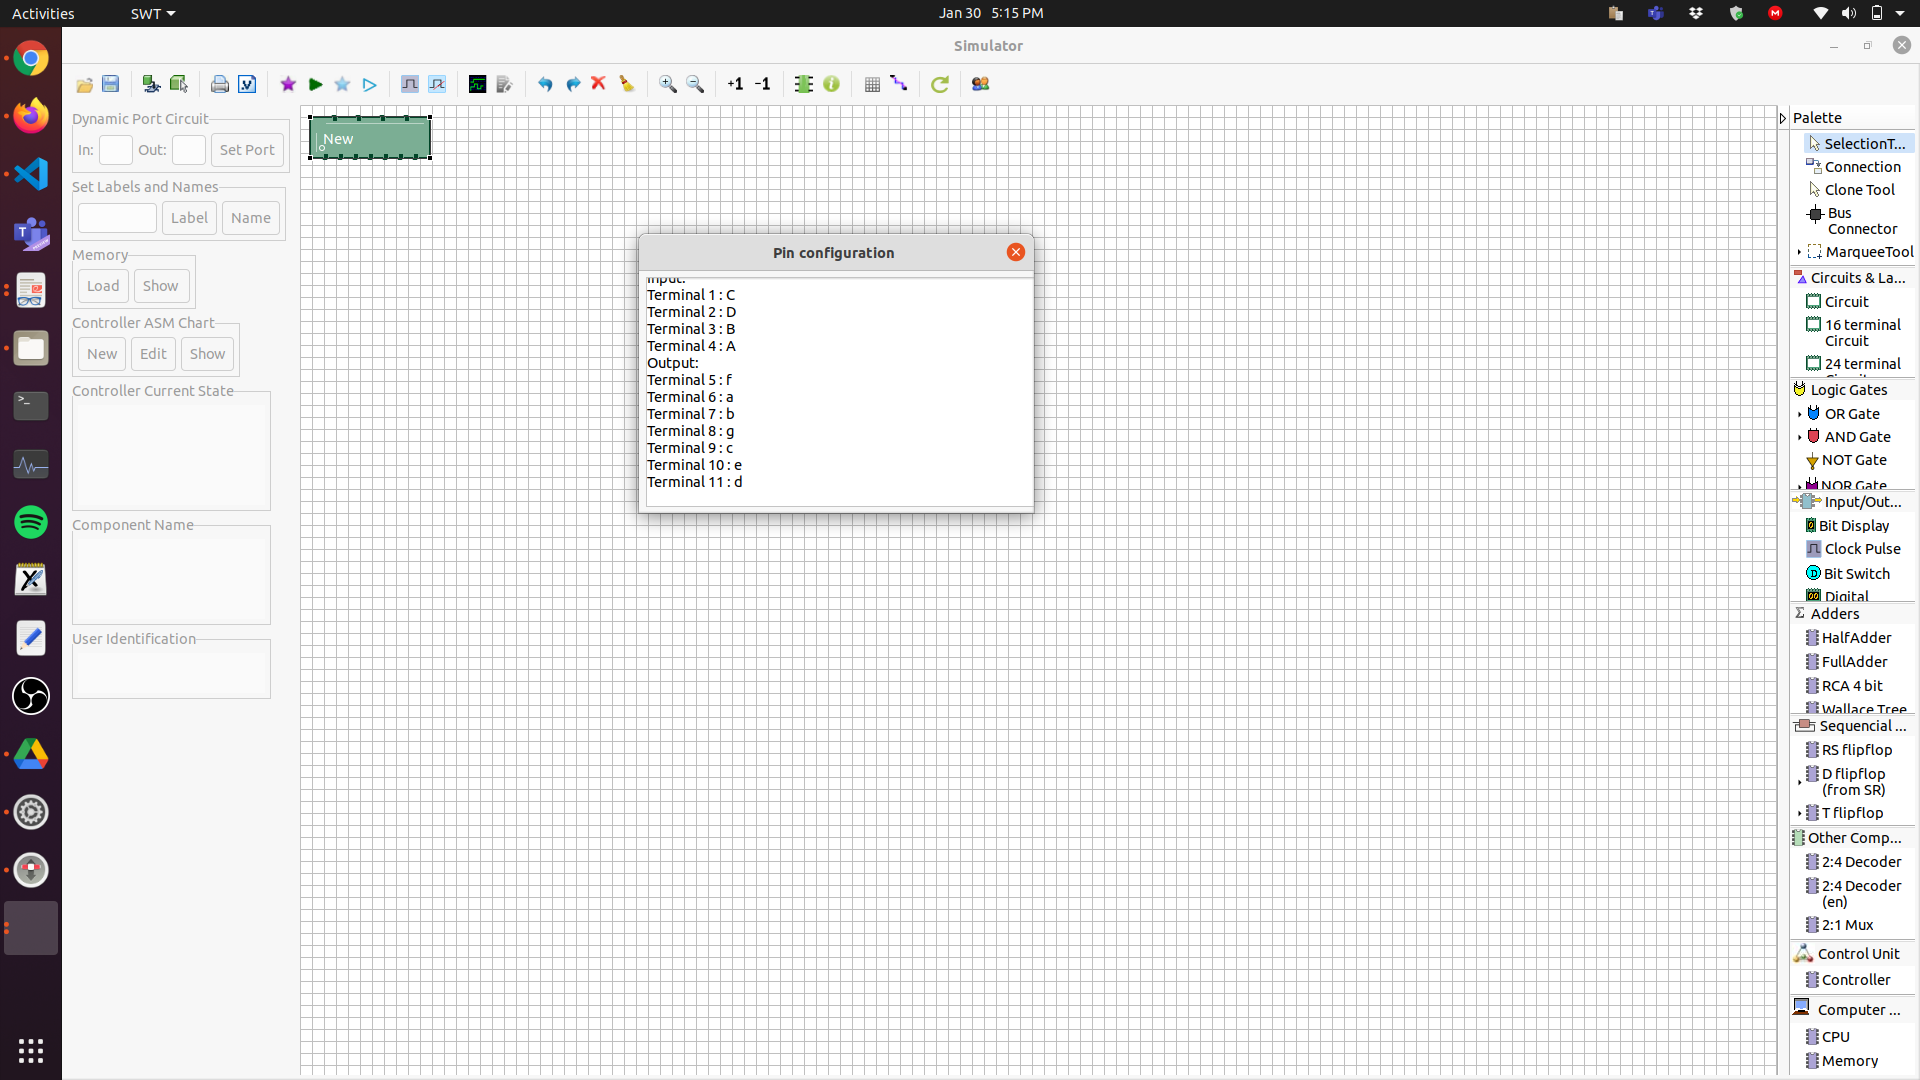 Activities
SWT
Jan 30 5:15 PM
Simulator
+1
-1
Dynamic Port Circuit
In:
Out:
Set Port
Set Labels and Names
Label
Name
Memory
Load
Show
Controller ASM Chart
New
Edit
Show
Controller Current State
Component Name
User Identification
New
Pin configuration
Input:
Terminal 1 : C
Terminal 2 : D
Terminal 3 : B
Terminal 4 : A
Output:
Terminal 5 : f
Terminal 6 : a
Terminal 7 : b
Terminal 8 : g
Terminal 9 : c
Terminal 10 : e
Terminal 11 : d
Palette
SelectionT...
Connection
Clone Tool
Bus
Connector
MarqueeTool
Circuits & La...
Circuit
16 terminal
Circuit
24 terminal
Logic Gates
OR Gate
AND Gate
NOT Gate
NOR Gate
Input/Out...
Bit Display
Clock Pulse
Bit Switch
Digital
Adders
HalfAdder
FullAdder
RCA 4 bit
Wallace Tree
Sequencial ...
RS flipflop
D flipflop
(from SR)
T flipflop
Other Comp...
2:4 Decoder
2:4 Decoder
(en)
2:1 Mux
Control Unit
Controller
Computer ...
CPU
Memory